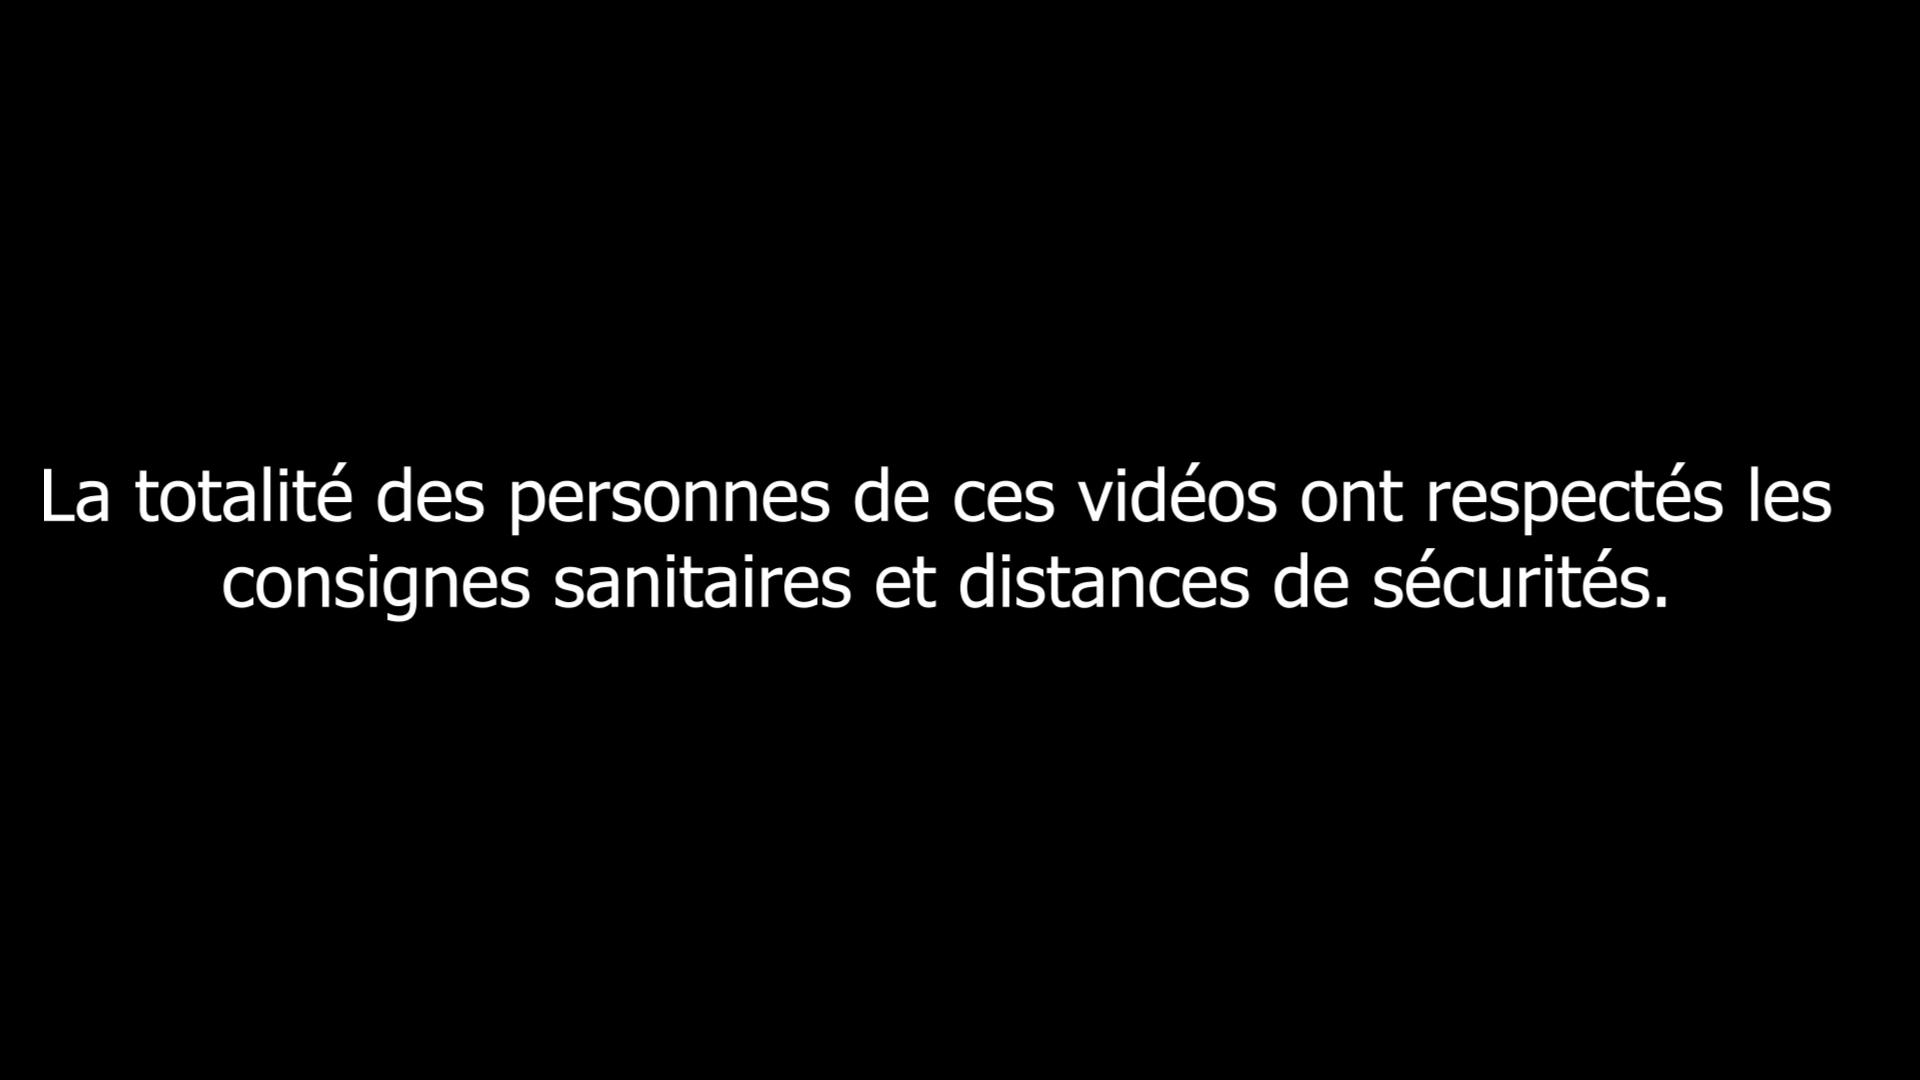 La totalité des personnes de ces vidéos ont respectés les
consignes sanitaires et distances de sécurités.